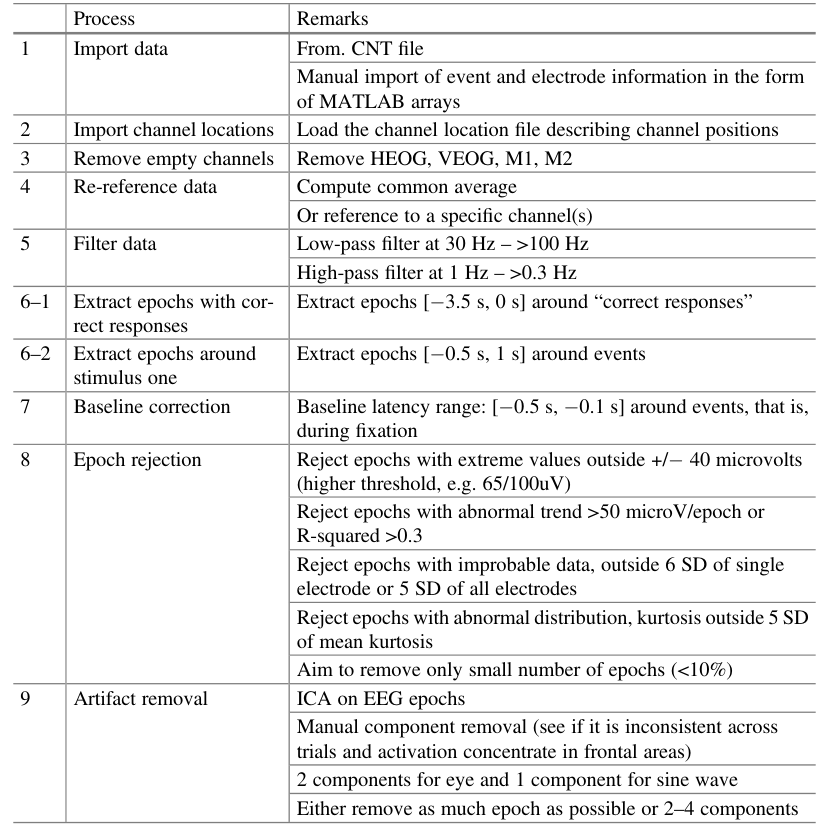 Process Remarks
1 Import data From. CNT file
Manual import of event and electrode information in the form
of MATLAB arrays
2 Import channel locations Load the channel location file describing channel positions
3 Remove empty channels Remove HEOG, VEOG, M1, M2
4 Re-reference data Compute common average
Or reference to a specific channel(s)
5 Filter data Low-pass filter at 30 Hz – >100 Hz
High-pass filter at 1 Hz – >0.3 Hz
6–1 Extract epochs with cor- Extract epochs [−3.5 s, 0 s] around “correct responses”
rect responses
6–2 Extract epochs around Extract epochs [−0.5 s, 1 s] around events
stimulus one
7 Baseline correction Baseline latency range: [−0.5 s, −0.1 s] around events, that is,
during fixation
8 Epoch rejection Reject epochs with extreme values outside +/− 40 microvolts
(higher threshold, e.g. 65/100uV)
Reject epochs with abnormal trend >50 microV/epoch or
R-squared >0.3
Reject epochs with improbable data, outside 6 SD of single
electrode or 5 SD of all electrodes
Reject epochs with abnormal distribution, kurtosis outside 5 SD
of mean kurtosis
Aim to remove only small number of epochs (<10%)
9 Artifact removal ICA on EEG epochs
Manual component removal (see if it is inconsistent across
trials and activation concentrate in frontal areas)
2 components for eye and 1 component for sine wave
Either remove as much epoch as possible or 2–4 components